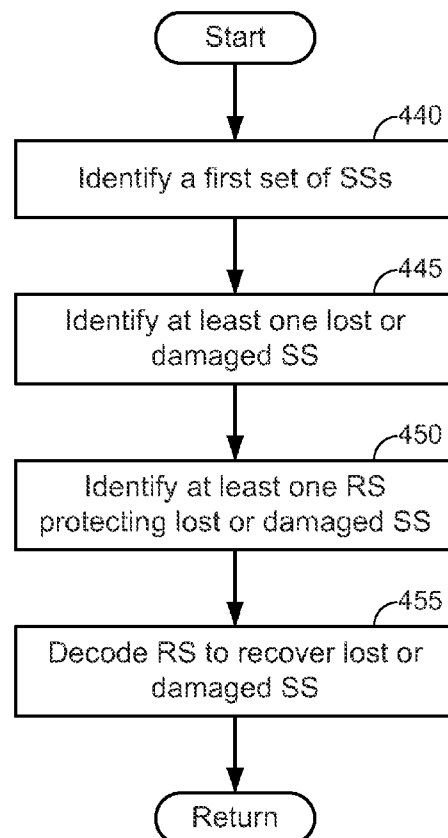 Start
440
Identify a first set of SSs
445
Identify at least one lost or
damaged SS
450
Identify at least one RS
protecting lost or damaged SS
455
Decode RS to recover lost or
damaged SS
Return